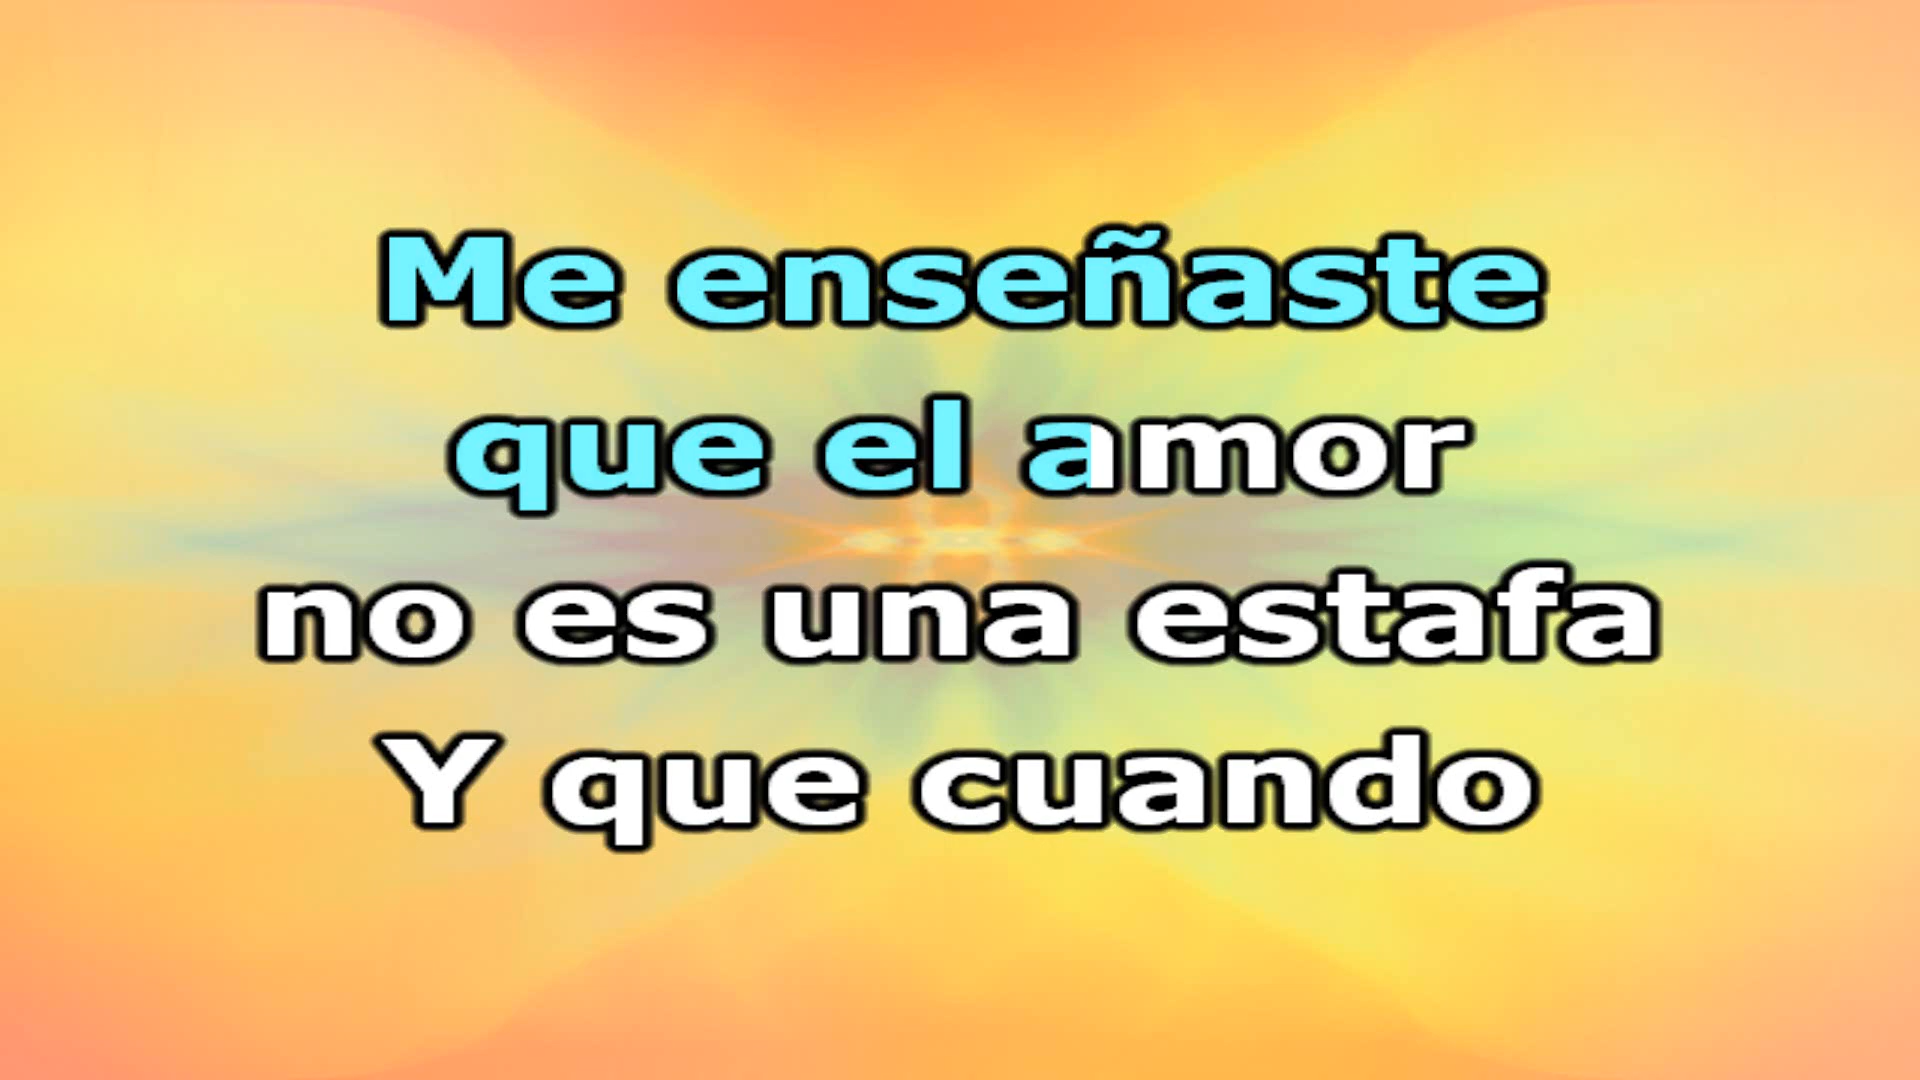 Me enseñaste
que el amor
no es una estafa
Y que cuando